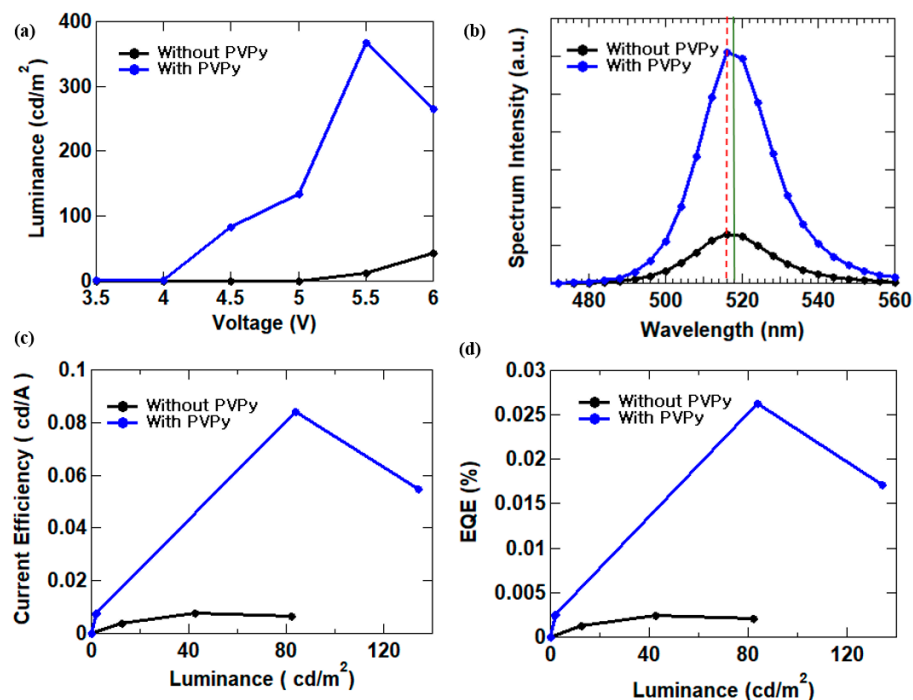 (a)
Luminance (cd/m²)
400
300
200
100
0
Without PVPy
With PVPy
3.5 4 4.5 5 5.5 6
Voltage (V)
(b)
Spectrum Intensity (a.u.)
Without PVPy
With PVPy
480 500 520 540 560
Wavelength (nm)
(c)
Current Efficiency ( cd/A)
0.1
0.08
0.06
0.04
0.02
0
Without PVPy
With PVPy
0 40 80 120
Luminance ( cd/m²)
(d)
EQE (%)
0.03
0.025
0.02
0.015
0.01
0.005
0
Without PVPy
With PVPy
0 40 80 120
Luminance (cd/m²)